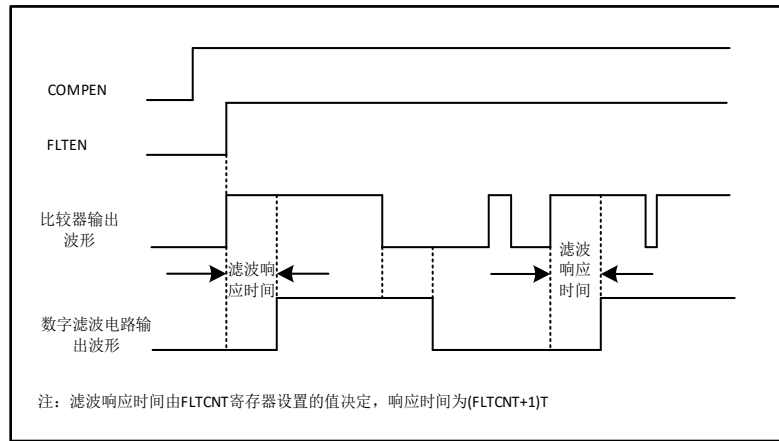 COMPEN
FLTEN
比较器输出
波形
滤波响
应时间
滤波
响应
时间
数字滤波电路输
出波形
注：滤波响应时间由FLTCNT寄存器设置的值决定，响应时间为(FLTCNT+1)T